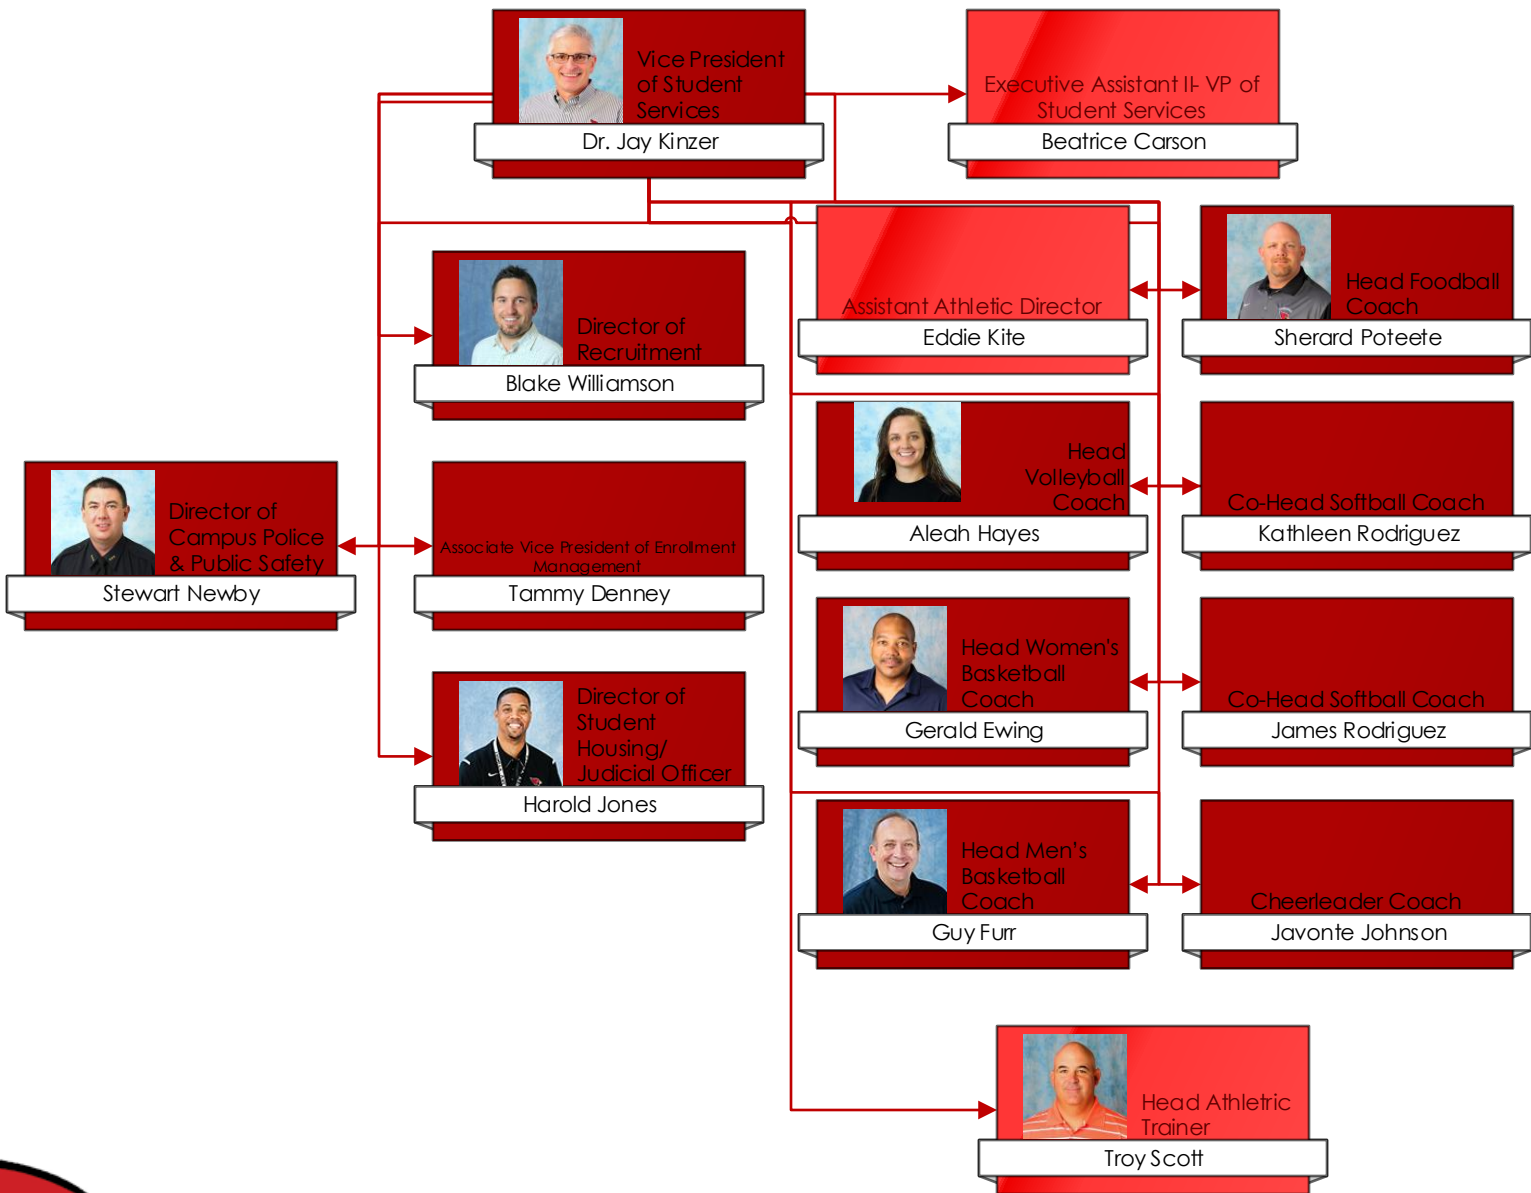 Vice President
of Student
Services
Dr. Jay Kinzer
Executive Assistant II- VP of
Student Services
Beatrice Carson
Director of
Recruitment
Blake Williamson
Assistant Athletic Director
Eddie Kite
Head Foodball
Coach
Sherard Poteete
Director of
Campus Police
& Public Safety
Stewart Newby
Associate Vice President of Enrollment
Management
Tammy Denney
Head
Volleyball
Coach
Aleah Hayes
Co-Head Softball Coach
Kathleen Rodriguez
Director of
Student
Housing/
Judicial Officer
Harold Jones
Head Women's
Basketball
Coach
Gerald Ewing
Co-Head Softball Coach
James Rodriguez
Head Men's
Basketball
Coach
Guy Furr
Cheerleader Coach
Javonte Johnson
Head Athletric
Trainer
Troy Scott